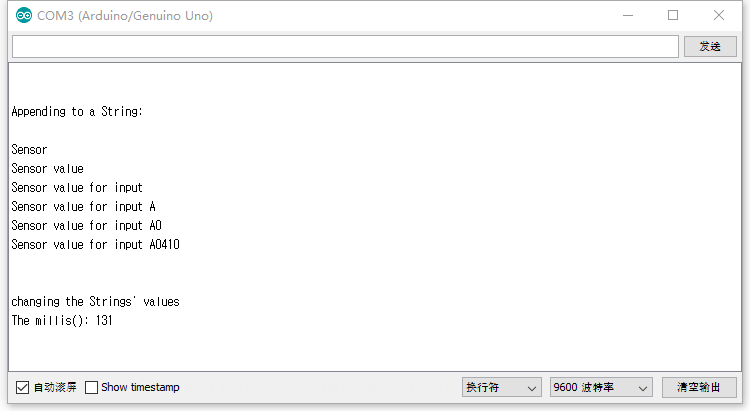 COM3 (Arduino/Genuino Uno)
发送
Appending to a String:
Sensor
Sensor value
Sensor value for input
Sensor value for input A
Sensor value for input A0
Sensor value for input A0410
changing the Strings' values
The millis(): 131
自动滚屏 Show timestamp 换行符 9600 波特率 清空输出